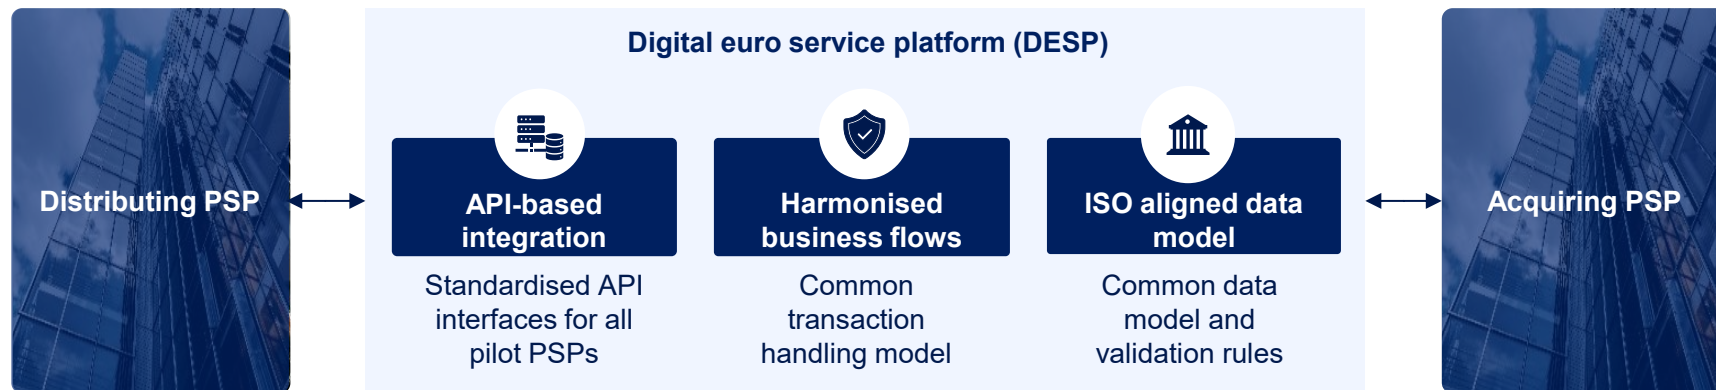 Digital euro service platform (DESP)
Distributing PSP
API-based
integration
Standardised API
interfaces for all
pilot PSPs
Harmonised
business flows
Common
transaction
handling model
ISO aligned data
model
Common data
model and
validation rules
Acquiring PSP